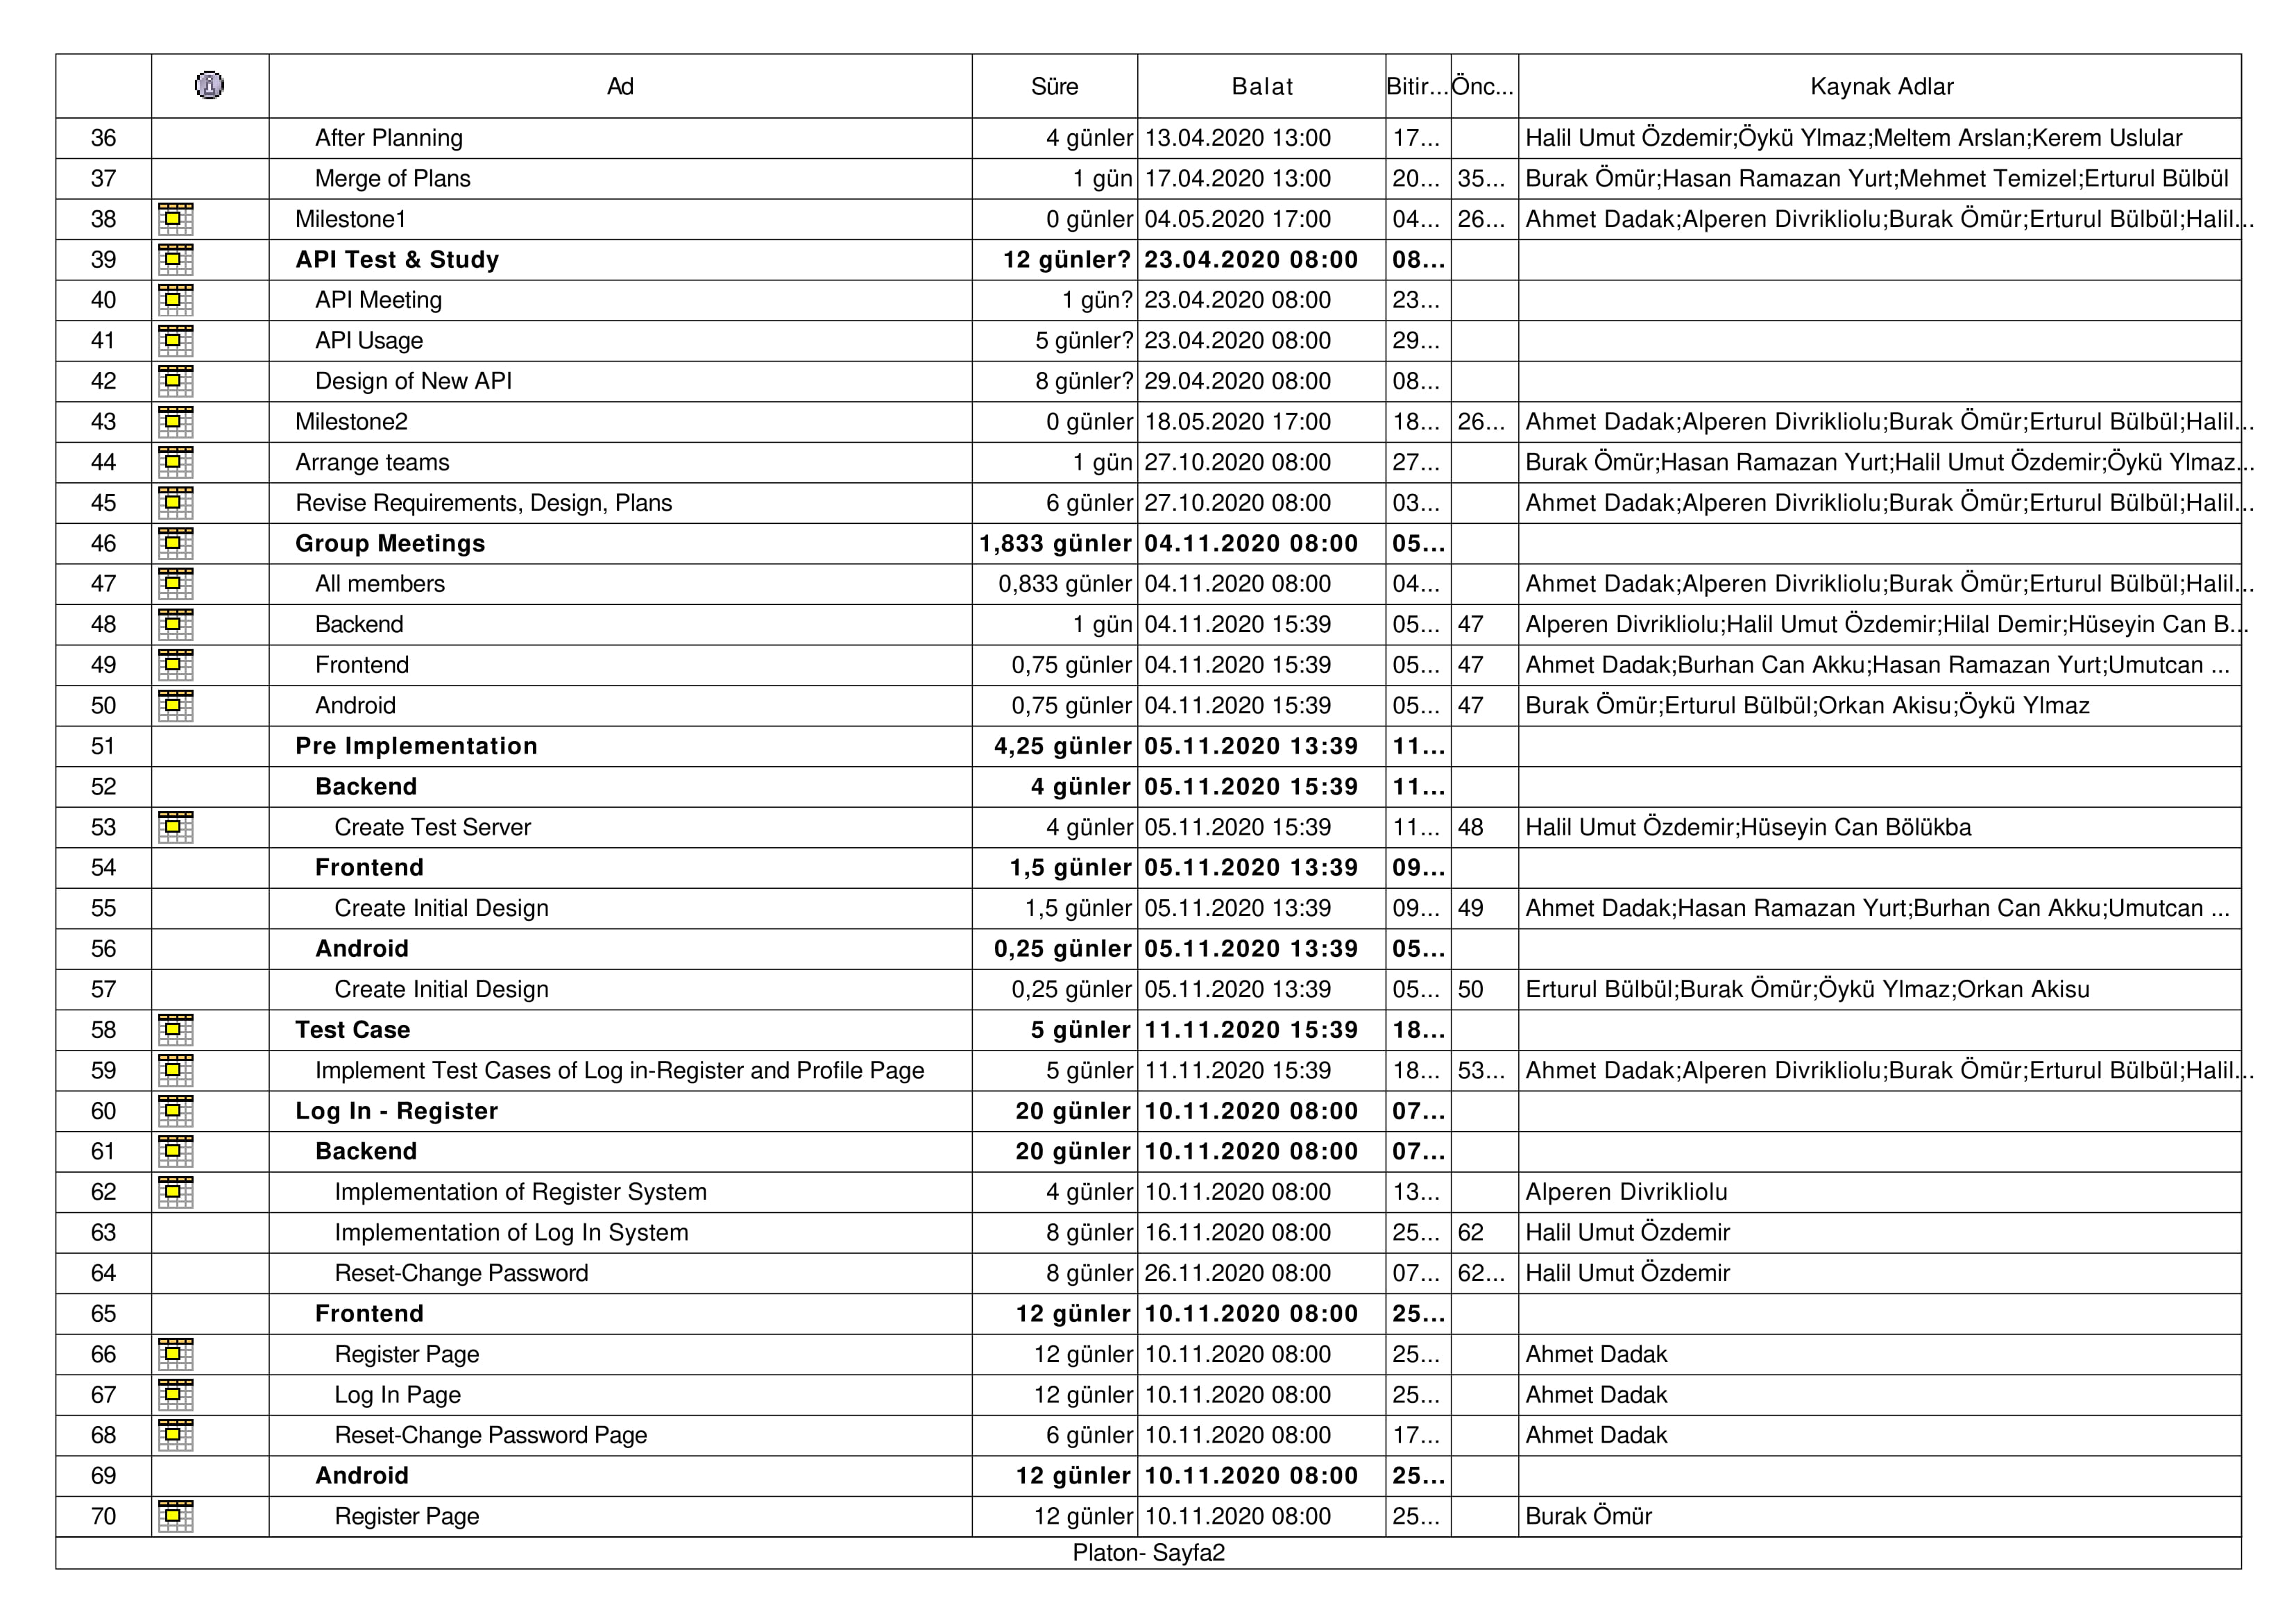 Ad Süre Balat Bitir... Önc... Kaynak Adlar
36 After Planning 4 günler 13.04.2020 13:00 17... Halil Umut Özdemir;Öykü Ylmaz;Meltem Arslan;Kerem Uslular
37 Merge of Plans 1 gün 17.04.2020 13:00 20... 35... Burak Ömür;Hasan Ramazan Yurt;Mehmet Temizel;Erturul Bülbül
38 Milestone1 0 günler 04.05.2020 17:00 04... 26... Ahmet Dadak;Alperen Divrikliolu;Burak Ömür;Erturul Bülbül;Halil...
39 API Test & Study 12 günler? 23.04.2020 08:00 08...
40 API Meeting 1 gün? 23.04.2020 08:00 23...
41 API Usage 5 günler? 23.04.2020 08:00 29...
42 Design of New API 8 günler? 29.04.2020 08:00 08...
43 Milestone2 0 günler 18.05.2020 17:00 18... 26... Ahmet Dadak;Alperen Divrikliolu;Burak Ömür;Erturul Bülbül;Halil...
44 Arrange teams 1 gün 27.10.2020 08:00 27... Burak Ömür;Hasan Ramazan Yurt;Halil Umut Özdemir;Öykü Ylmaz...
45 Revise Requirements, Design, Plans 6 günler 27.10.2020 08:00 03... Ahmet Dadak;Alperen Divrikliolu;Burak Ömür;Erturul Bülbül;Halil...
46 Group Meetings 1,833 günler 04.11.2020 08:00 05...
47 All members 0,833 günler 04.11.2020 08:00 04... Ahmet Dadak;Alperen Divrikliolu;Burak Ömür;Erturul Bülbül;Halil...
48 Backend 1 gün 04.11.2020 15:39 05... 47 Alperen Divrikliolu;Halil Umut Özdemir;Hilal Demir;Hüseyin Can B...
49 Frontend 0,75 günler 04.11.2020 15:39 05... 47 Ahmet Dadak;Burhan Can Akku;Hasan Ramazan Yurt;Umutcan ...
50 Android 0,75 günler 04.11.2020 15:39 05... 47 Burak Ömür;Erturul Bülbül;Orkan Akisu;Öykü Ylmaz
51 Pre Implementation 4,25 günler 05.11.2020 13:39 11...
52 Backend 4 günler 05.11.2020 15:39 11...
53 Create Test Server 4 günler 05.11.2020 15:39 11... 48 Halil Umut Özdemir;Hüseyin Can Bölükba
54 Frontend 1,5 günler 05.11.2020 13:39 09...
55 Create Initial Design 1,5 günler 05.11.2020 13:39 09... 49 Ahmet Dadak;Hasan Ramazan Yurt;Burhan Can Akku;Umutcan ...
56 Android 0,25 günler 05.11.2020 13:39 05...
57 Create Initial Design 0,25 günler 05.11.2020 13:39 05... 50 Erturul Bülbül;Burak Ömür;Öykü Ylmaz;Orkan Akisu
58 Test Case 5 günler 11.11.2020 15:39 18...
59 Implement Test Cases of Log in-Register and Profile Page 5 günler 11.11.2020 15:39 18... 53... Ahmet Dadak;Alperen Divrikliolu;Burak Ömür;Erturul Bülbül;Halil...
60 Log In - Register 20 günler 10.11.2020 08:00 07...
61 Backend 20 günler 10.11.2020 08:00 07...
62 Implementation of Register System 4 günler 10.11.2020 08:00 13... Alperen Divrikliolu
63 Implementation of Log In System 8 günler 16.11.2020 08:00 25... 62 Halil Umut Özdemir
64 Reset-Change Password 8 günler 26.11.2020 08:00 07... 62... Halil Umut Özdemir
65 Frontend 12 günler 10.11.2020 08:00 25...
66 Register Page 12 günler 10.11.2020 08:00 25... Ahmet Dadak
67 Log In Page 12 günler 10.11.2020 08:00 25... Ahmet Dadak
68 Reset-Change Password Page 6 günler 10.11.2020 08:00 17... Ahmet Dadak
69 Android 12 günler 10.11.2020 08:00 25...
70 Register Page 12 günler 10.11.2020 08:00 25... Burak Ömür
Platon- Sayfa2